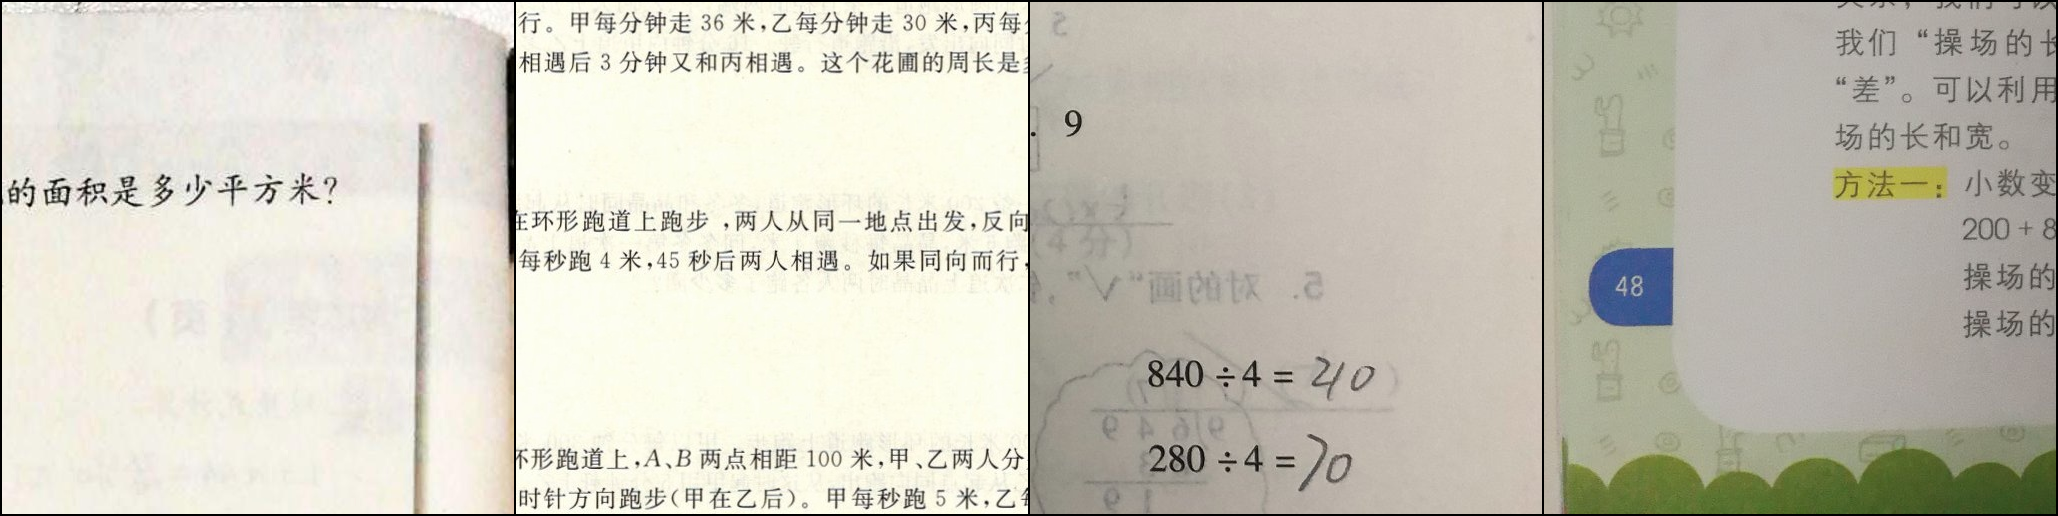 的面积是多少平方米?
行。甲每分钟走 36 米,乙每分钟走 30 米,丙每
相遇后 3 分钟又和丙相遇。这个花圃的周长是
在环形跑道上跑步,两人从同一地点出发,反向
每秒跑 4 米,45 秒后两人相遇。如果同向而行,
环形跑道上,A、B 两点相距 100 米,甲、乙两人分
时针方向跑步(甲在乙后)。甲每秒跑 5 米,乙每
. 9
5. 对的画“√”,
840 ÷ 4 = 210
280 ÷ 4 = 70
我们“操场的长
“差”。可以利用
场的长和宽。
方法一:小数变
200 + 8
48
操场的
操场的